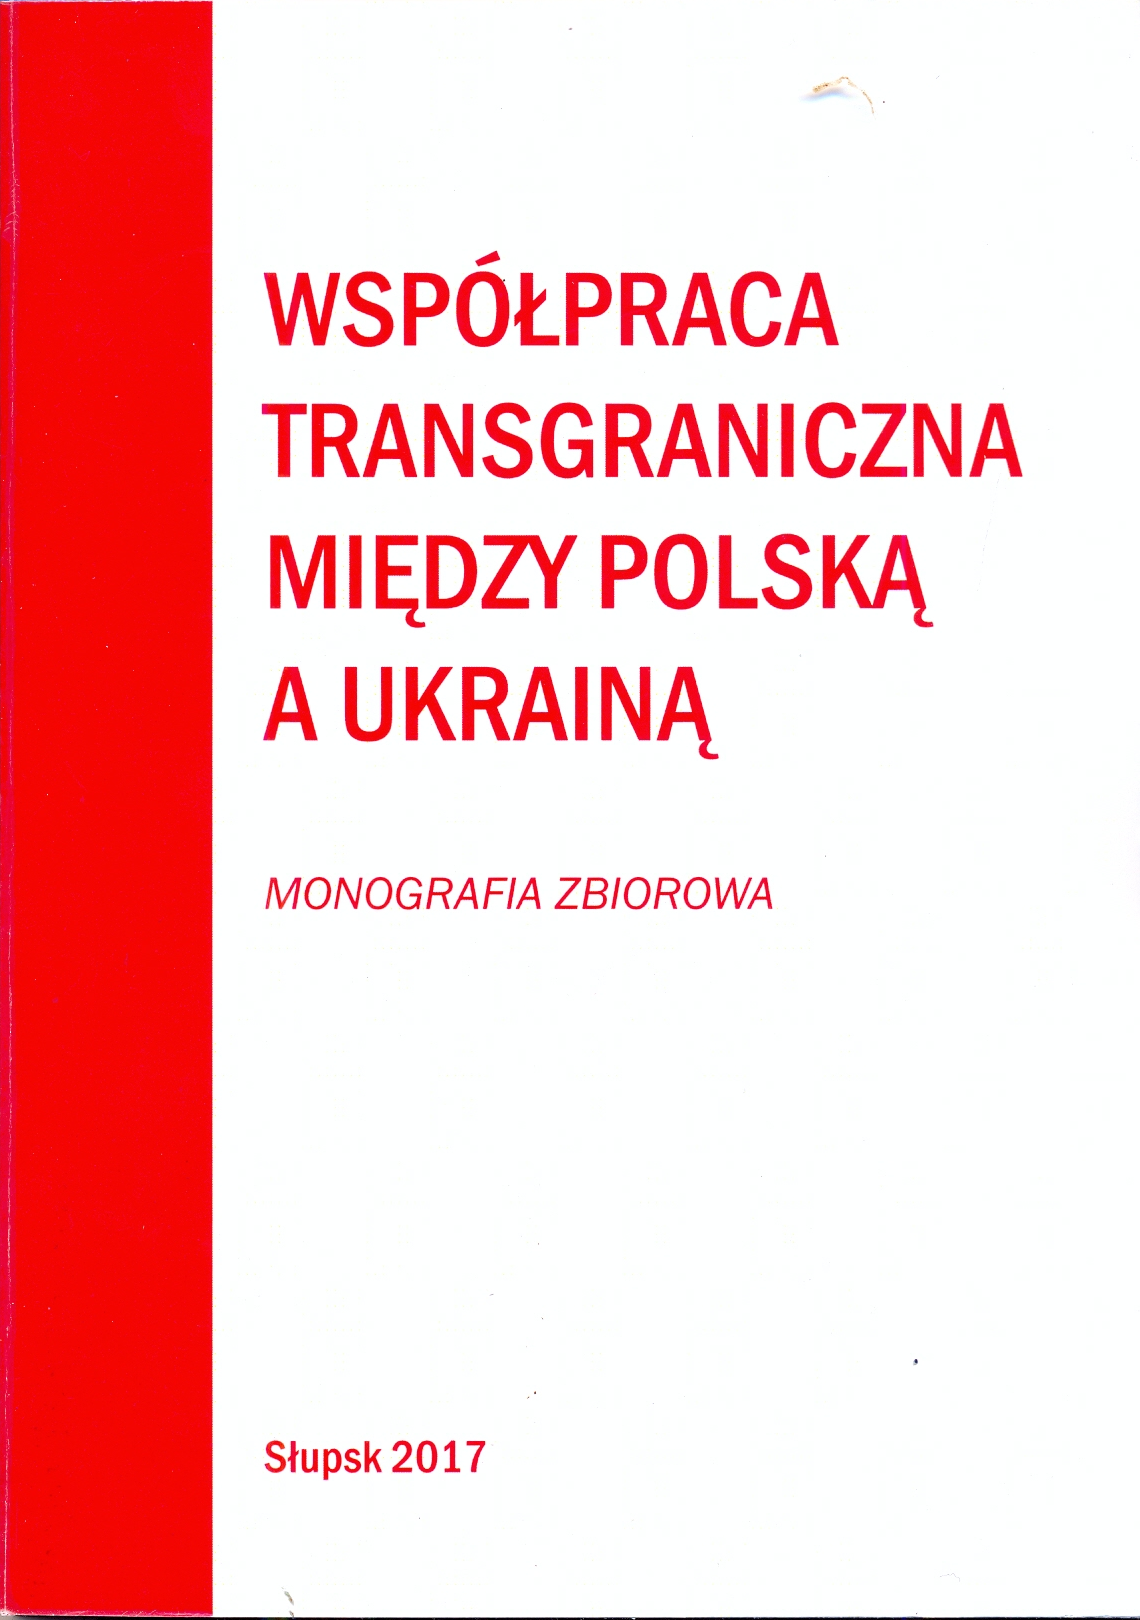 WSPÓŁPRACA
TRANSGRANICZNA
MIĘDZY POLSKĄ
A UKRAINĄ
MONOGRAFIA ZBIOROWA
Słupsk 2017